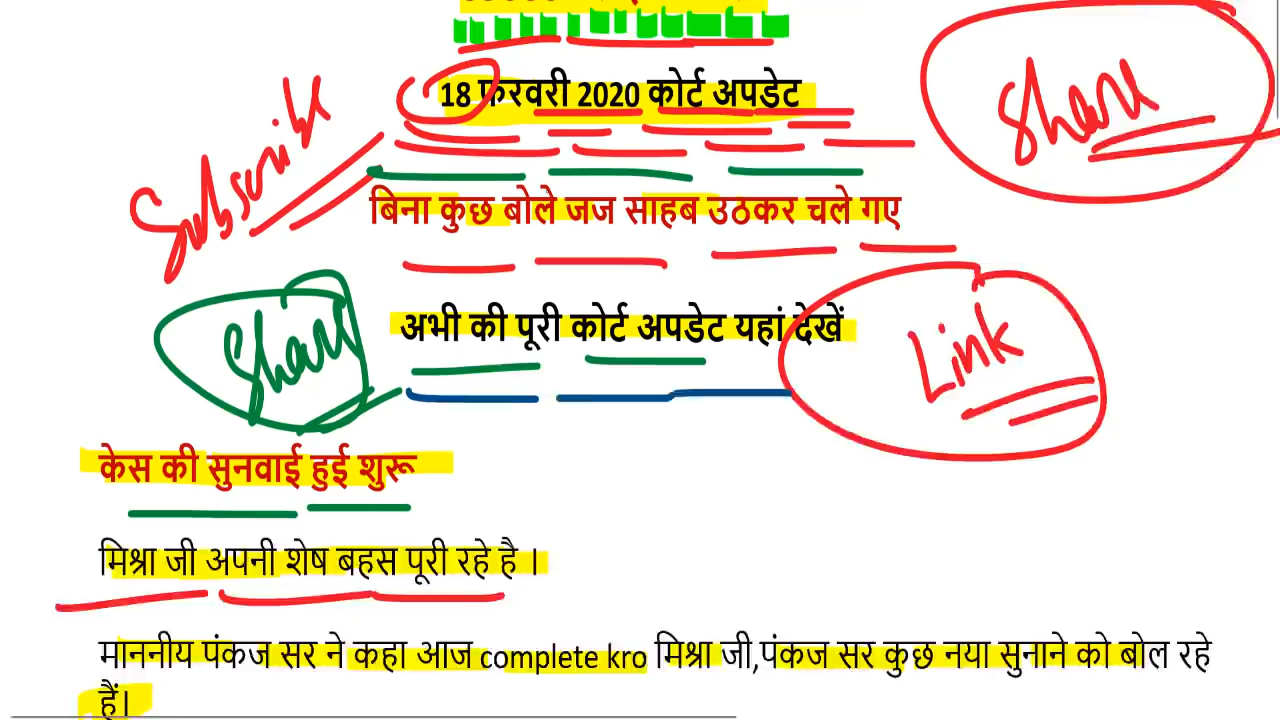 18 फरवरी 2020 कोर्ट अपडेट
Share
Subscribe
बिना कुछ बोले जज साहब उठकर चले गए
अभी की पूरी कोर्ट अपडेट यहां देखें
Link
Share
केस की सुनवाई हुई शुरू
मिश्रा जी अपनी शेष बहस पूरी रहे है ।
माननीय पंकज सर ने कहा आज complete kro मिश्रा जी,पंकज सर कुछ नया सुनाने को बोल रहे
हैं।